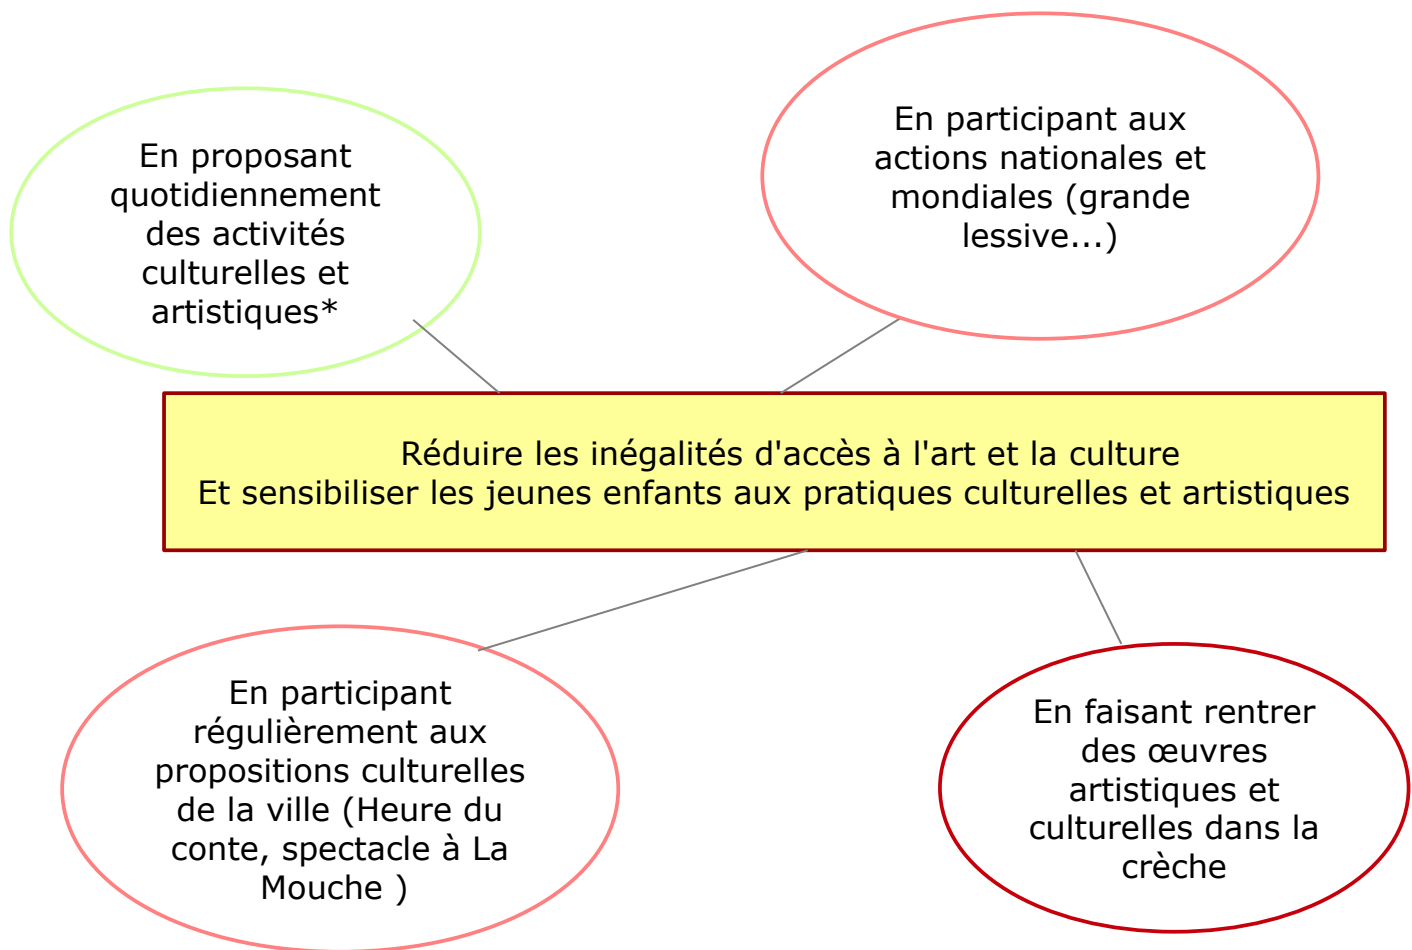 En proposant
quotidiennement
des activités
culturelles et
artistiques*
En participant aux
actions nationales et
mondiales (grande
lessive...)
Réduire les inégalités d'accès à l'art et la culture
Et sensibiliser les jeunes enfants aux pratiques culturelles et artistiques
En participant
régulièrement aux
propositions culturelles
de la ville (Heure du
conte, spectacle à La
Mouche )
En faisant rentrer
des œuvres
artistiques et
culturelles dans la
crèche